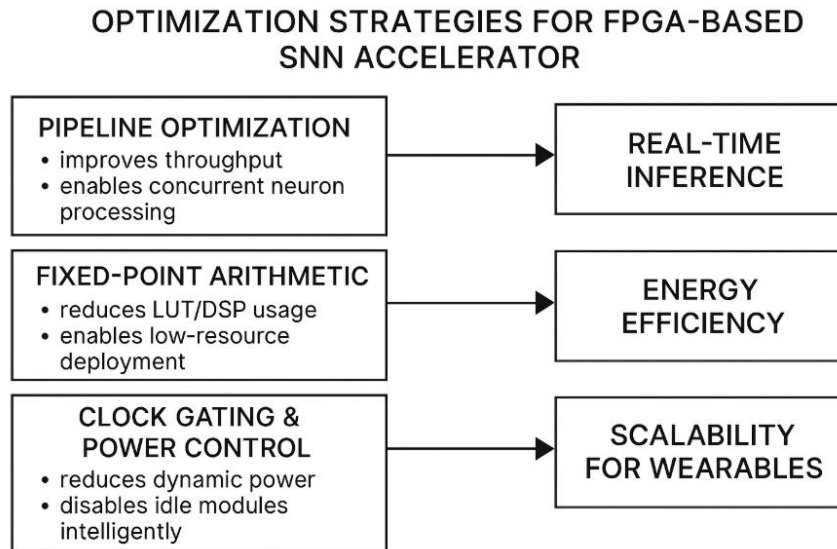 OPTIMIZATION STRATEGIES FOR FPGA-BASED
SNN ACCELERATOR
PIPELINE OPTIMIZATION
• improves throughput
• enables concurrent neuron
processing
REAL-TIME
INFERENCE
FIXED-POINT ARITHMETIC
• reduces LUT/DSP usage
• enables low-resource
deployment
ENERGY
EFFICIENCY
CLOCK GATING &
POWER CONTROL
• reduces dynamic power
• disables idle modules
intelligently
SCALABILITY
FOR WEARABLES